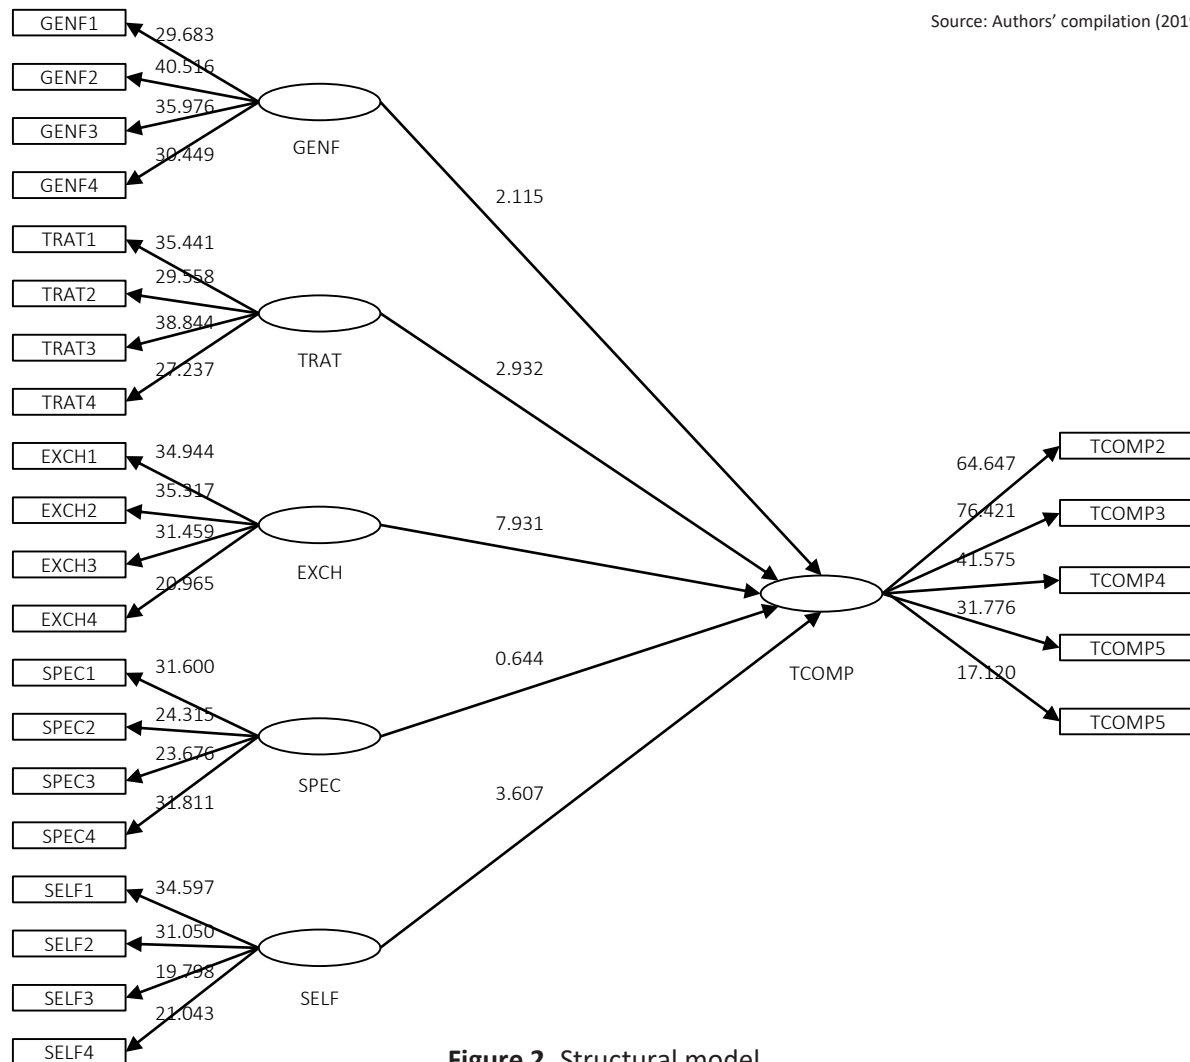 Source: Authors’ compilation (2019
GENF1
29.683
GENF2
40.516
GENF3
35.976
GENF4
30.449
GENF
2.115
TRAT1
35.441
TRAT2
29.558
TRAT3
38.844
TRAT4
27.237
TRAT
2.932
EXCH1
34.944
EXCH2
35.317
EXCH3
31.459
EXCH4
20.965
EXCH
7.931
SPEC1
31.600
SPEC2
24.315
SPEC3
23.676
SPEC4
31.811
SPEC
0.644
SELF1
34.597
SELF2
31.050
SELF3
19.798
SELF4
21.043
SELF
3.607
TCOMP
64.647
TCOMP2
76.421
TCOMP3
41.575
TCOMP4
31.776
TCOMP5
17.120
TCOMP5
Figure 2. Structural model